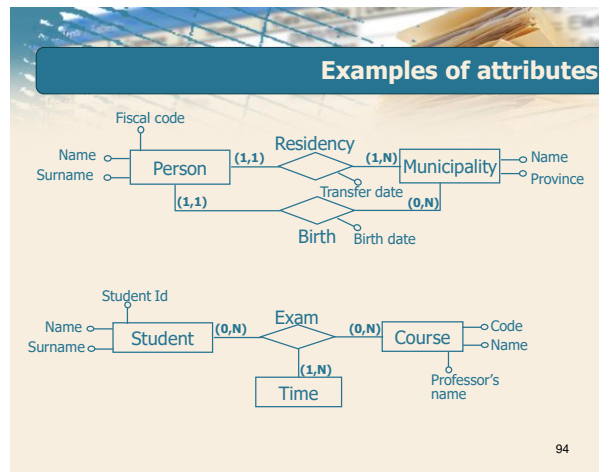 Examples of attributes
Fiscal code
Residency
Name
Person
(1,1)
(1,N)
Municipality
Name
Surname
Province
Transfer date
(1,1)
(0,N)
Birth
Birth date
Student Id
Exam
Name
Student
(0,N)
(0,N)
Course
Code
Surname
Name
(1,N)
Time
Professor's
name
94